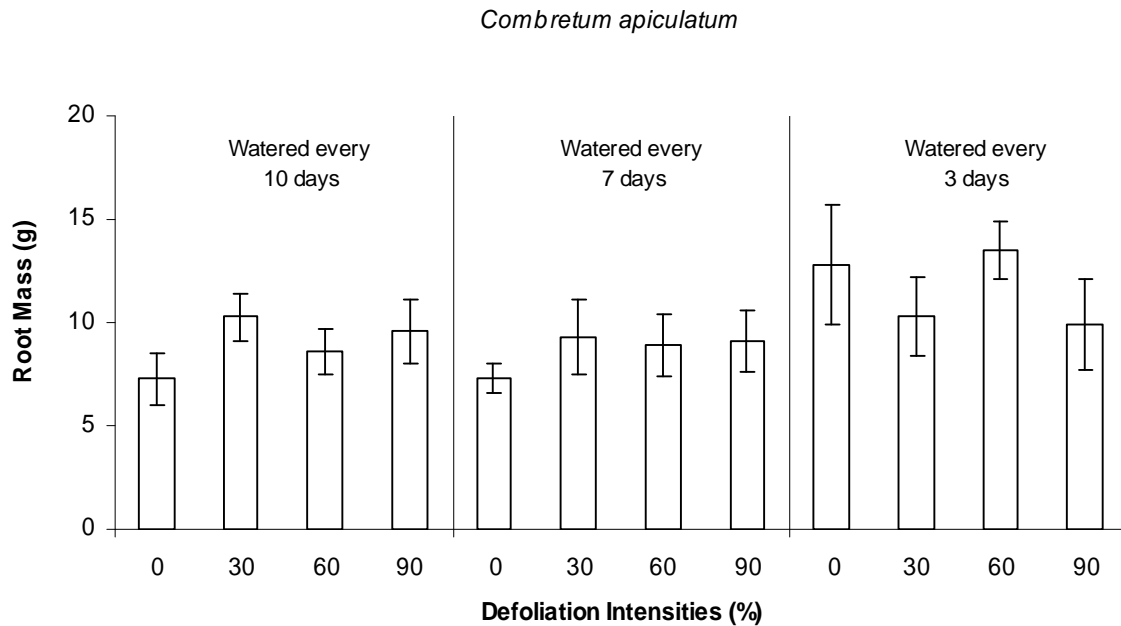 Combretum apiculatum
Root Mass (g)
20
15
10
5
0
Watered every
10 days
Watered every
7 days
Watered every
3 days
0 30 60 90 0 30 60 90 0 30 60 90
Defoliation Intensities (%)